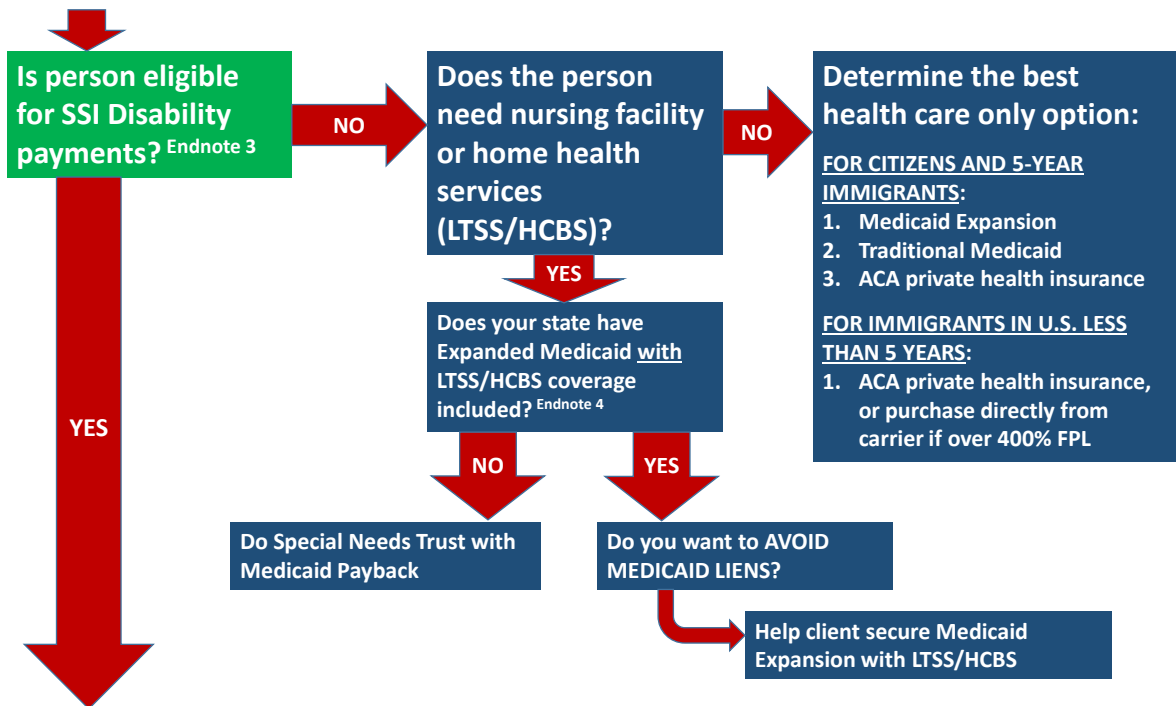 Is person eligible
for SSI Disability
payments? Endnote 3
NO
Does the person
need nursing facility
or home health
services
(LTSS/HCBS)?
NO
Determine the best
health care only option:
FOR CITIZENS AND 5-YEAR
IMMIGRANTS:
1. Medicaid Expansion
2. Traditional Medicaid
3. ACA private health insurance
FOR IMMIGRANTS IN U.S. LESS
THAN 5 YEARS:
1. ACA private health insurance,
or purchase directly from
carrier if over 400% FPL
YES
Does your state have
Expanded Medicaid with
LTSS/HCBS coverage
included? Endnote 4
YES
NO
YES
Do Special Needs Trust with
Medicaid Payback
Do you want to AVOID
MEDICAID LIENS?
Help client secure Medicaid
Expansion with LTSS/HCBS